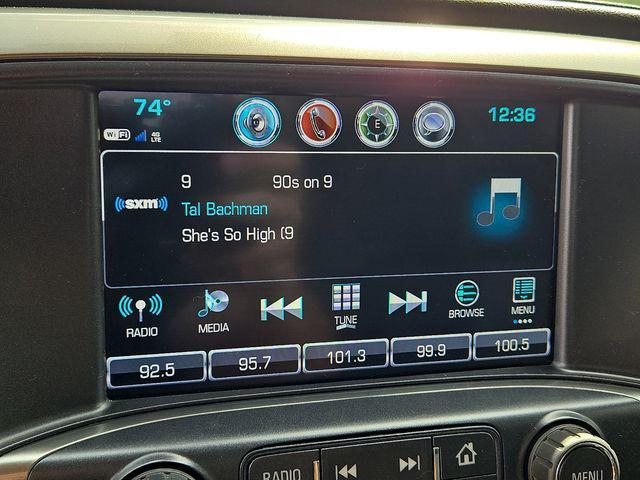 74° 12:36
WiFi 4G LTE
E
9 90s on 9
((sxm))
Tal Bachman
She's So High (9
RADIO MEDIA TUNE BROWSE MENU
92.5 95.7 101.3 99.9 100.5
RADIO MENU